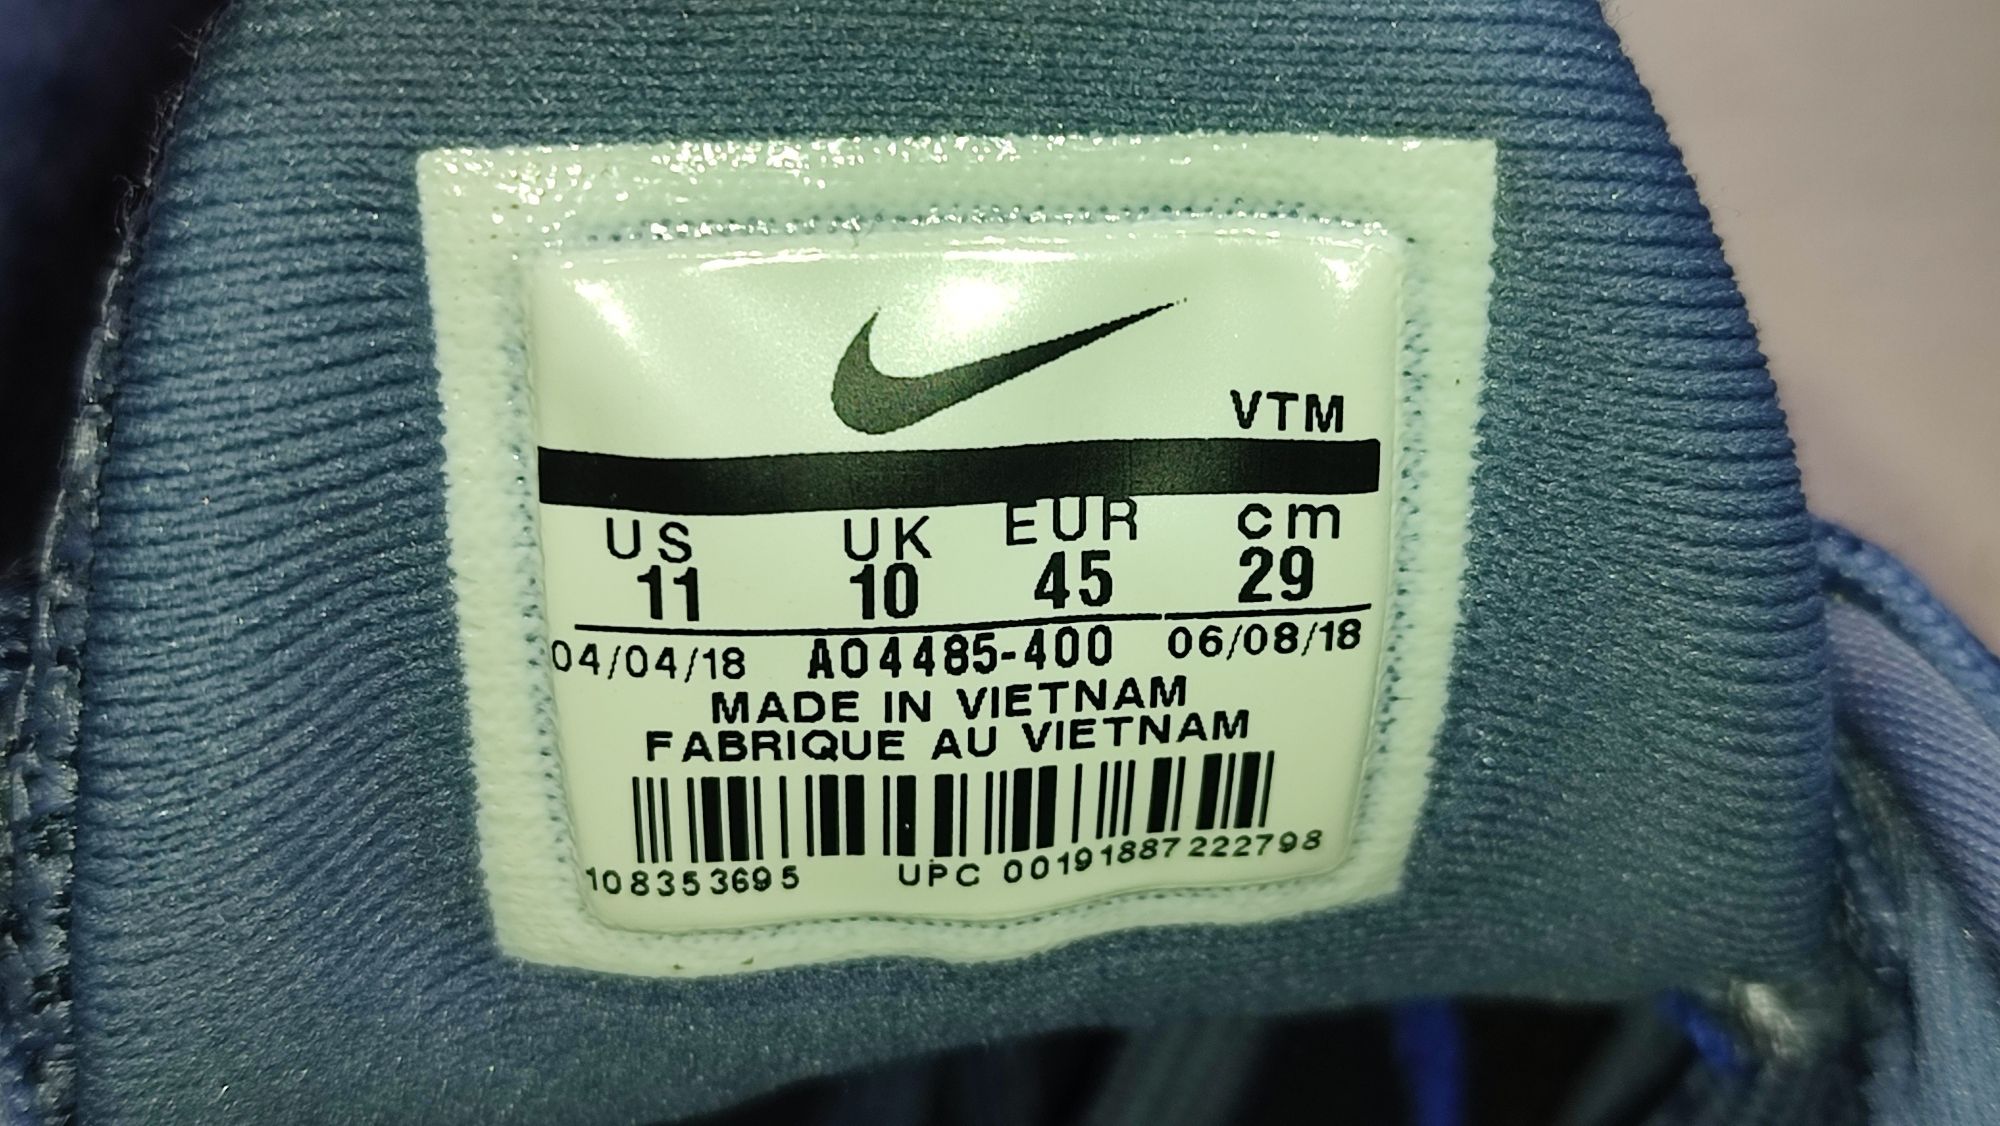 VTM
US UK EUR cm
11 10 45 29
04/04/18 AO4485-400 06/08/18
MADE IN VIETNAM
FABRIQUE AU VIETNAM
108353695 UPC 00191887222798